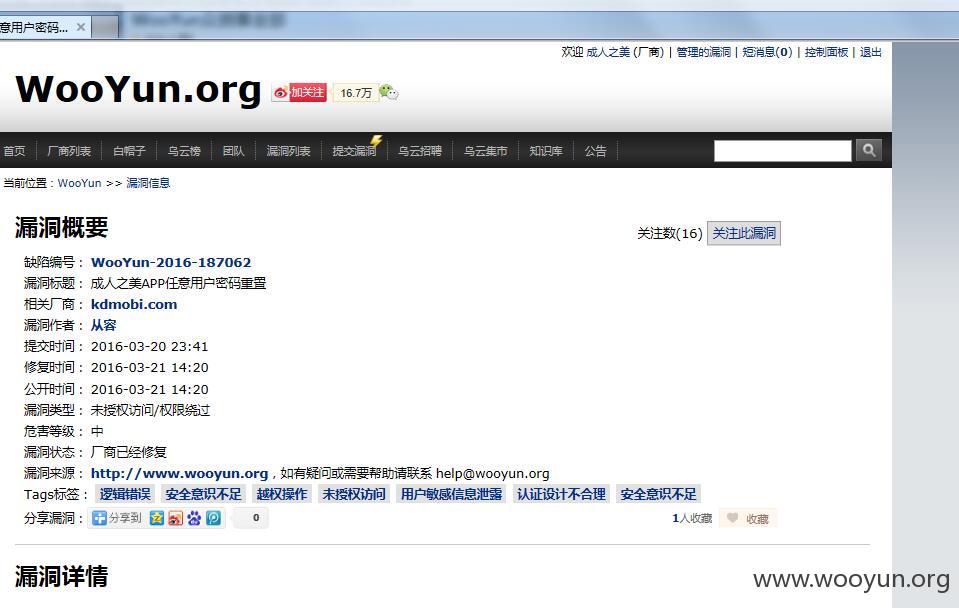 意用户密码...
欢迎 成人之美 (厂商) | 管理的漏洞 | 短消息(0) | 控制面板 | 退出
WooYun.org 加关注 16.7万
首页 厂商列表 白帽子 乌云榜 团队 漏洞列表 提交漏洞 乌云招聘 乌云集市 知识库 公告
当前位置：WooYun >> 漏洞信息
漏洞概要
关注数(16) 关注此漏洞
缺陷编号： WooYun-2016-187062
漏洞标题： 成人之美APP任意用户密码重置
相关厂商： kdmobi.com
漏洞作者： 从容
提交时间： 2016-03-20 23:41
修复时间： 2016-03-21 14:20
公开时间： 2016-03-21 14:20
漏洞类型： 未授权访问/权限绕过
危害等级： 中
漏洞状态： 厂商已经修复
漏洞来源： http://www.wooyun.org，如有疑问或需要帮助请联系 help@wooyun.org
Tags标签： 逻辑错误 安全意识不足 越权操作 未授权访问 用户敏感信息泄露 认证设计不合理 安全意识不足
分享漏洞： 分享到 0 1人收藏 收藏
漏洞详情
www.wooyun.org